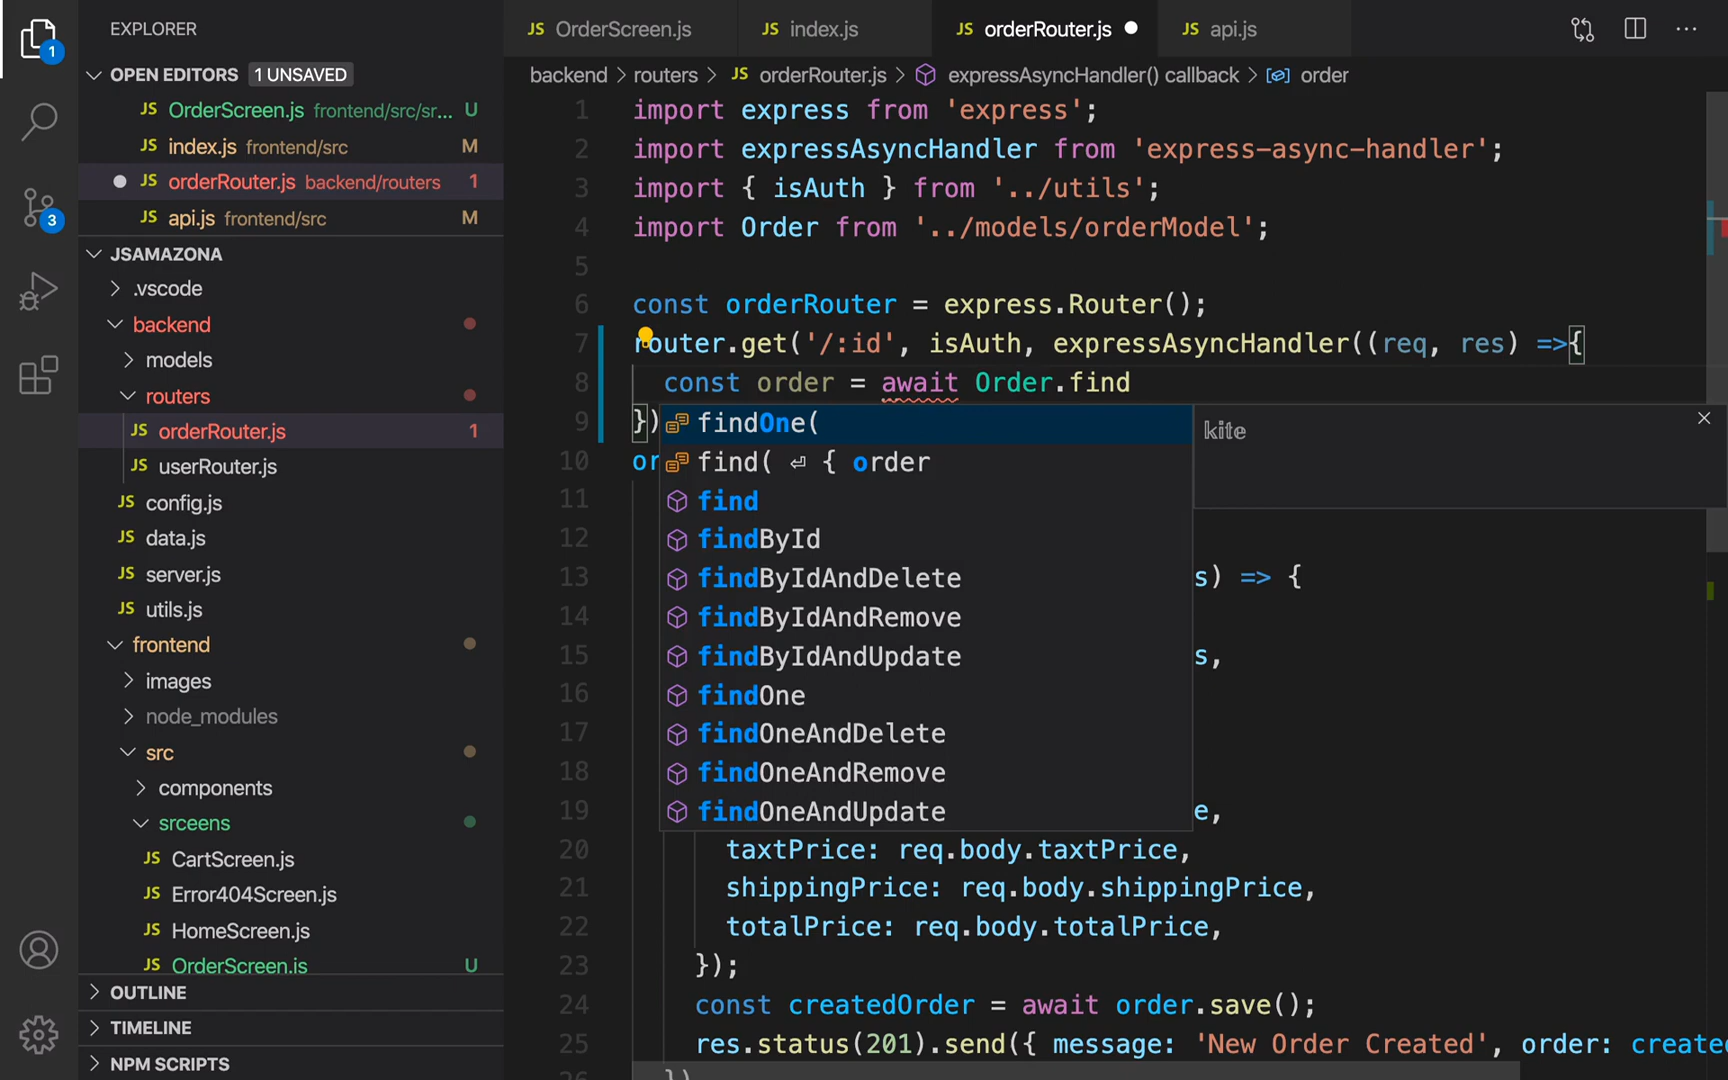 EXPLORER
OPEN EDITORS 1 UNSAVED
JS OrderScreen.js frontend/src/sr... U
JS index.js frontend/src M
JS orderRouter.js backend/routers 1
JS api.js frontend/src M
JSAMAZONA
.vscode
backend
models
routers
JS orderRouter.js 1
JS userRouter.js
JS config.js
JS data.js
JS server.js
JS utils.js
frontend
images
node_modules
src
components
srceens
JS CartScreen.js
JS Error404Screen.js
JS HomeScreen.js
JS OrderScreen.js U
OUTLINE
TIMELINE
NPM SCRIPTS
1
3
JS OrderScreen.js JS index.js JS orderRouter.js JS api.js
backend > routers > JS orderRouter.js > expressAsyncHandler() callback > order
1 import express from 'express';
2 import expressAsyncHandler from 'express-async-handler';
3 import { isAuth } from '../utils';
4 import Order from '../models/orderModel';
5
6 const orderRouter = express.Router();
7 router.get('/:id', isAuth, expressAsyncHandler((req, res) =>{
8 const order = await Order.find
9 })
10 or
11
12
13 s) => {
14
15 s,
16
17
18
19 e,
20 taxtPrice: req.body.taxtPrice,
21 shippingPrice: req.body.shippingPrice,
22 totalPrice: req.body.totalPrice,
23 });
24 const createdOrder = await order.save();
25 res.status(201).send({ message: 'New Order Created', order: create
findOne(
find( ⏎ { order
find
findById
findByIdAndDelete
findByIdAndRemove
findByIdAndUpdate
findOne
findOneAndDelete
findOneAndRemove
findOneAndUpdate
kite